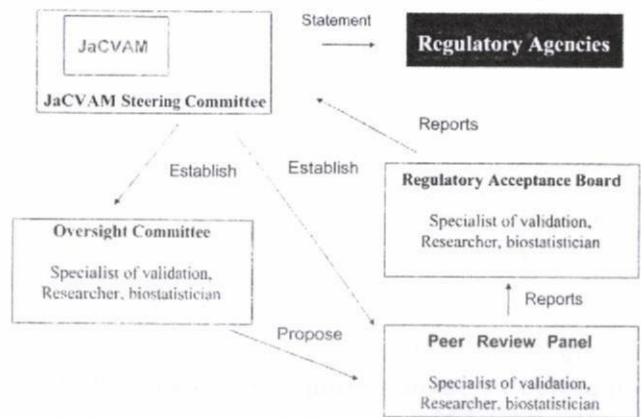 JaCVAM
JaCVAM Steering Committee
Statement
Regulatory Agencies
Reports
Establish
Establish
Regulatory Acceptance Board
Specialist of validation,
Researcher, biostatistician
Oversight Committee
Specialist of validation,
Researcher, biostatistician
Reports
Propose
Peer Review Panel
Specialist of validation,
Researcher, biostatistician